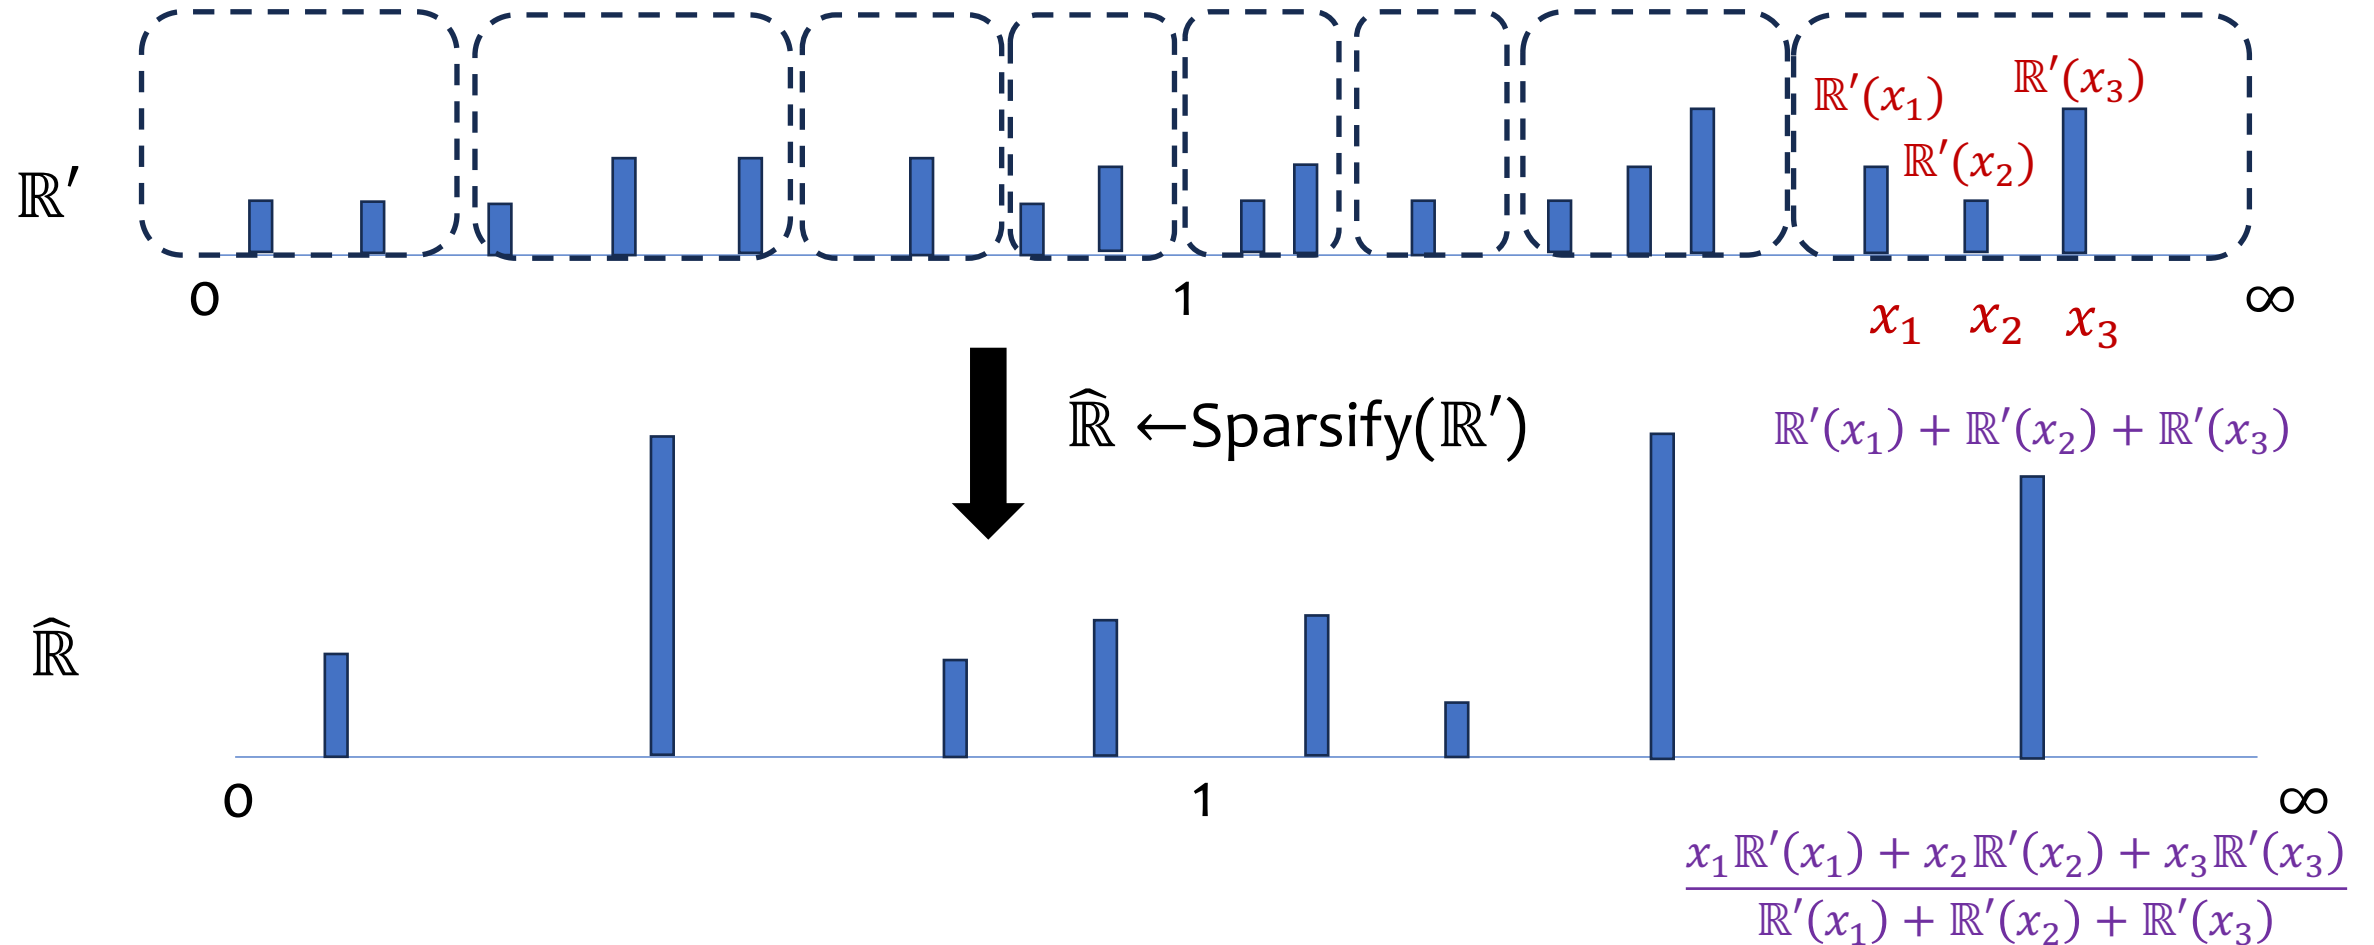 ℝ′(x₁)
ℝ′(x₃)
ℝ′(x₂)
ℝ′
0
1
∞
x₁
x₂
x₃
ℝ̂ ←Sparsify(ℝ′)
ℝ′(x₁) + ℝ′(x₂) + ℝ′(x₃)
ℝ̂
0
1
∞
x₁ℝ′(x₁) + x₂ℝ′(x₂) + x₃ℝ′(x₃)
ℝ′(x₁) + ℝ′(x₂) + ℝ′(x₃)